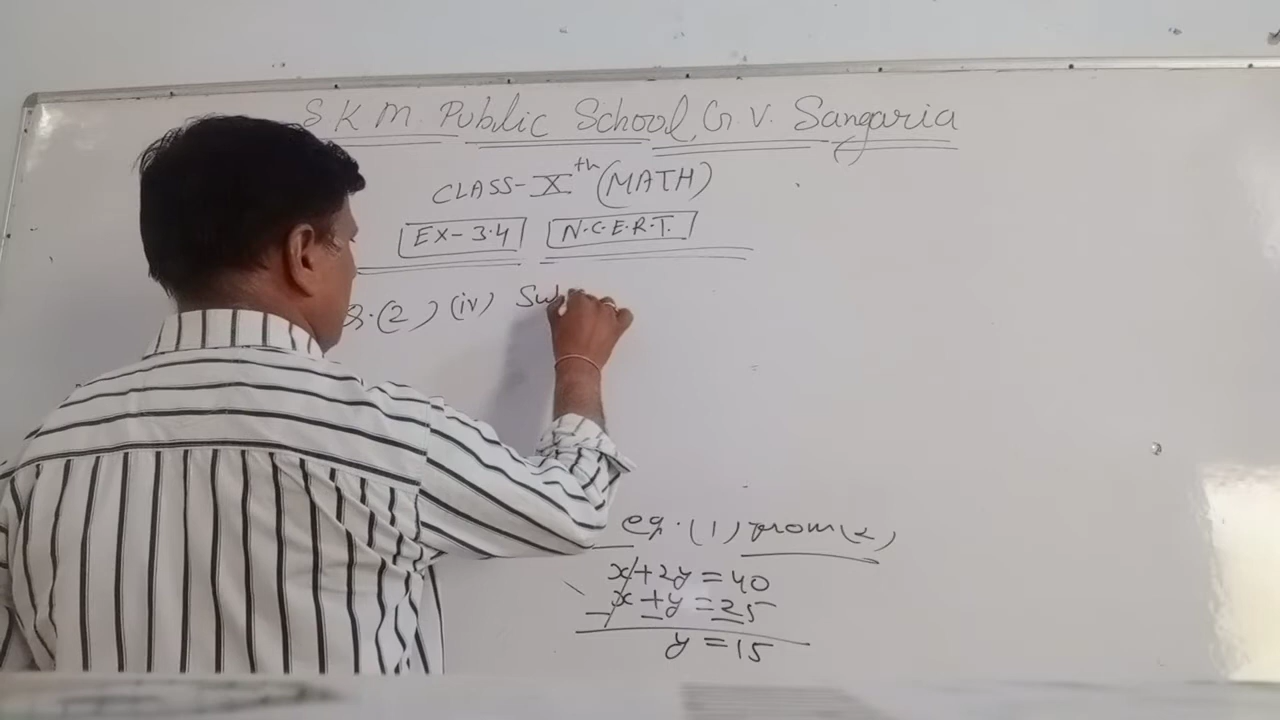 SKM. Public School, G.V. Sangaria
CLASS-Xth (MATH)
EX-3.4 N.C.E.R.T.
Q.(2) (iv)
eq.(1) from(2)
x+2y=40
x+y=25
y=15